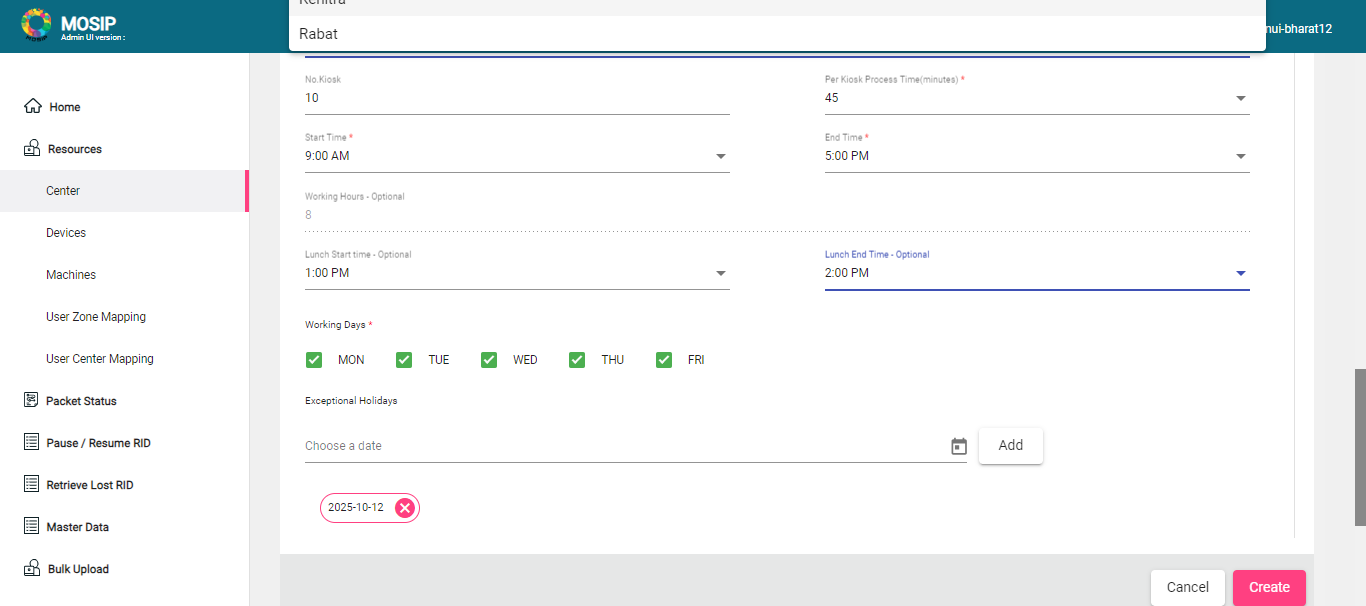 MOSIP
Admin UI version :
Kenitra
Rabat
nui-bharat12
Home
Resources
Center
Devices
Machines
User Zone Mapping
User Center Mapping
Packet Status
Pause / Resume RID
Retrieve Lost RID
Master Data
Bulk Upload
No.Kiosk
10
Per Kiosk Process Time(minutes) *
45
Start Time *
9:00 AM
End Time *
5:00 PM
Working Hours - Optional
8
Lunch Start time - Optional
1:00 PM
Lunch End Time - Optional
2:00 PM
Working Days *
MON TUE WED THU FRI
Exceptional Holidays
Choose a date
Add
2025-10-12
Cancel
Create